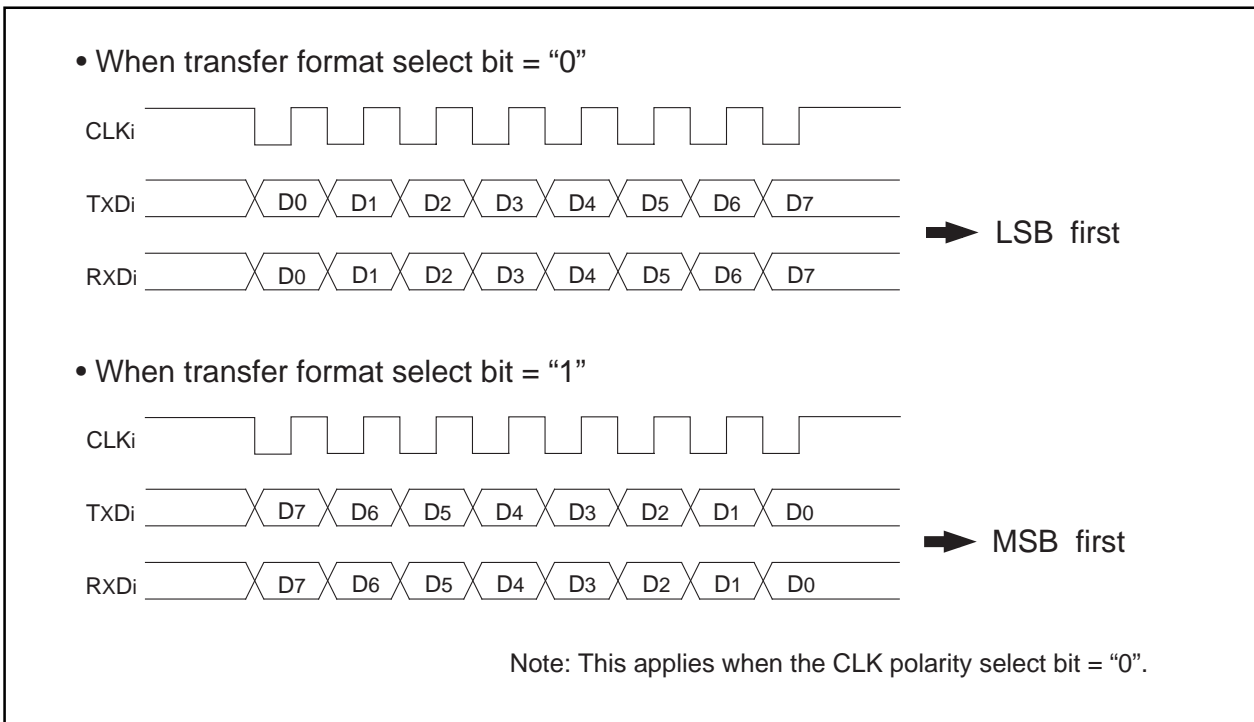 • When transfer format select bit = “0”
CLKi
TXDi D0 D1 D2 D3 D4 D5 D6 D7
RXDi D0 D1 D2 D3 D4 D5 D6 D7
LSB first
• When transfer format select bit = “1”
CLKi
TXDi D7 D6 D5 D4 D3 D2 D1 D0
RXDi D7 D6 D5 D4 D3 D2 D1 D0
MSB first
Note: This applies when the CLK polarity select bit = “0”.